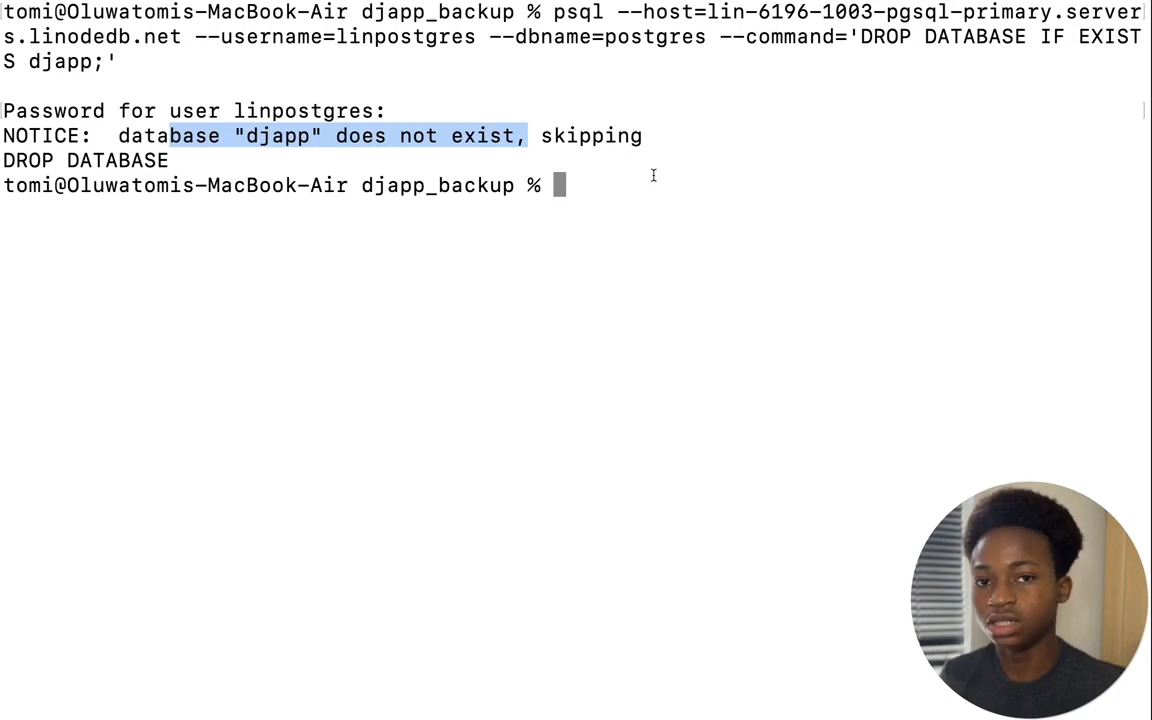 tomi@Oluwatomis-MacBook-Air djapp_backup % psql --host=lin-6196-1003-pgsql-primary.server
s.linodedb.net --username=linpostgres --dbname=postgres --command='DROP DATABASE IF EXIST
S djapp;'
Password for user linpostgres:
NOTICE:  database "djapp" does not exist, skipping
DROP DATABASE
tomi@Oluwatomis-MacBook-Air djapp_backup %